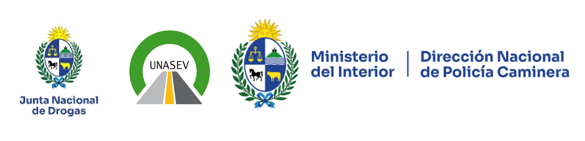 Junta Nacional
de Drogas
UNASEV
Ministerio
del Interior
Dirección Nacional
de Policía Caminera